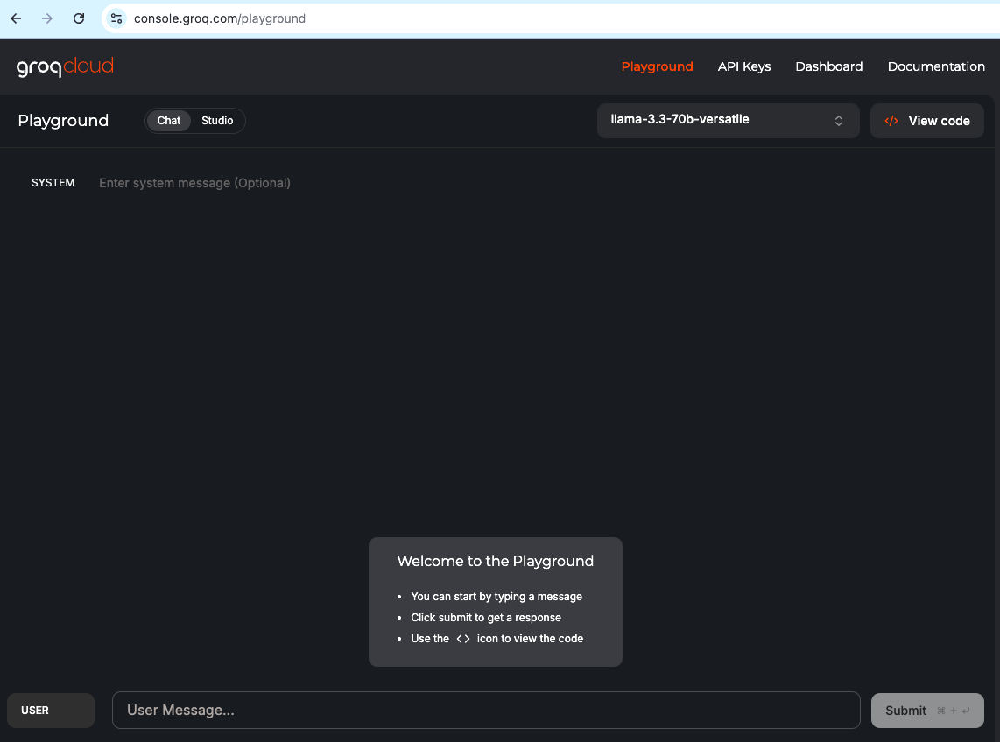 console.groq.com/playground
groqcloud
Playground API Keys Dashboard Documentation
Playground Chat Studio llama-3.3-70b-versatile </> View code
SYSTEM Enter system message (Optional)
Welcome to the Playground
• You can start by typing a message
• Click submit to get a response
• Use the <> icon to view the code
USER User Message... Submit ⌘ + ↵